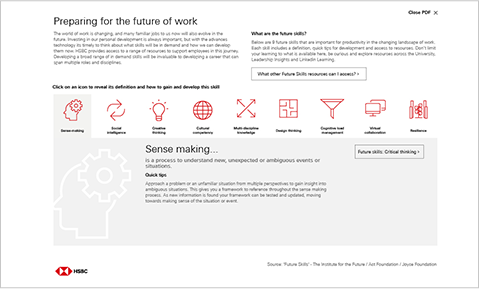 Close PDF ✕
Preparing for the future of work
The world of work is changing, and many familiar jobs to us now will also evolve in the
future. Investing in our personal development is always important, but with the advances
technology its timely to think about what skills will be in demand and how we can develop
them now. HSBC provides access to a range of resources to support employees in this journey.
Developing a broad range of in demand skills will be invaluable to developing a career that can
span multiple roles and disciplines.
What are the future skills?
Below are 9 future skills that are important for productivity in the changing landscape of work.
Each skill includes a definition, quick tips for development and access to resources. Don't limit
your learning to what is available here, be curious and explore resources across the University,
Leadership Insights and LinkedIn Learning.
What other Future Skills resources can I access? >
Click on an icon to reveal its definition and how to gain and develop this skill
Sense-making
Social
intelligence
Creative
thinking
Cultural
competency
Multi-discipline
knowledge
Design thinking
Cognitive load
management
Virtual
collaboration
Resilience
Sense making...
is a process to understand new, unexpected or ambiguous events or
situations.
Quick tips
Approach a problem or an unfamiliar situation from multiple perspectives to gain insight into
ambiguous situations. This gives you a framework to reference throughout the sense making
process. As new information is found your framework can be tested and updated, moving
towards making sense of the situation or event.
Future skills: Critical thinking >
HSBC
Source: 'Future Skills' - The Institute for the Future / Act Foundation / Joyce Foundation